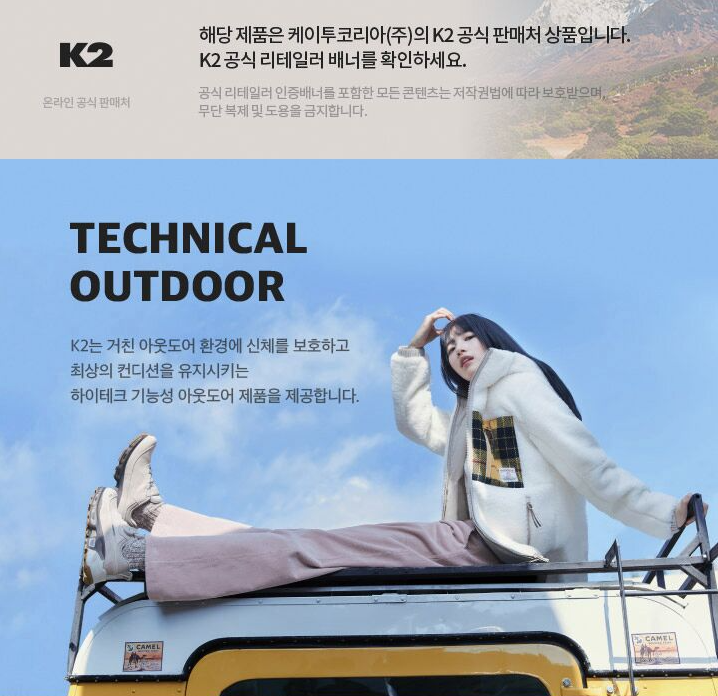 해당 제품은 케이투코리아(주)의 K2 공식 판매처 상품입니다.
K2 공식 리테일러 배너를 확인하세요.
K2
온라인 공식 판매처
공식 리테일러 인증배너를 포함한 모든 콘텐츠는 저작권법에 따라 보호받으며,
무단 복제 및 도용을 금지합니다.
TECHNICAL
OUTDOOR
K2는 거친 아웃도어 환경에 신체를 보호하고
최상의 컨디션을 유지시키는
하이테크 기능성 아웃도어 제품을 제공합니다.
CAMEL
CAMEL